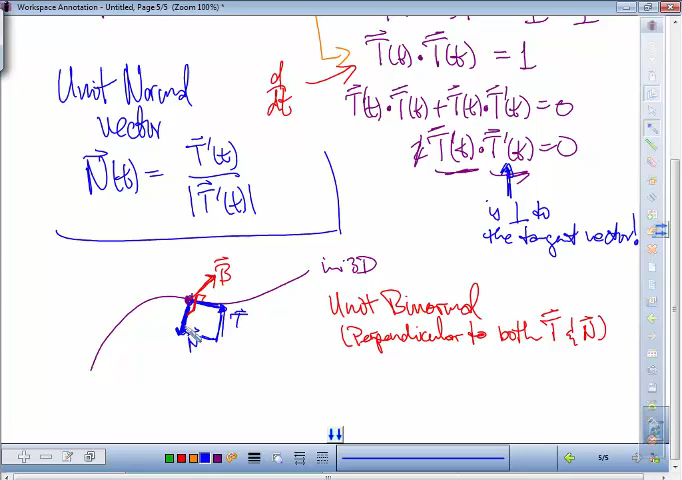 Workspace Annotation - Untitled, Page 5/5 (Zoom 100%) *
T⃗(t)·T⃗(t) = 1
d/dt
T⃗'(t)·T⃗(t) + T⃗(t)·T⃗'(t) = 0
2 T⃗(t)·T⃗'(t) = 0
is ⊥ to
the tangent vector!
Unit Normal
vector
N⃗(t) = T⃗'(t) / |T⃗'(t)|
in 3D
B⃗
T⃗
N⃗
Unit Binormal
(Perpendicular to both T⃗ & N⃗)
5/5